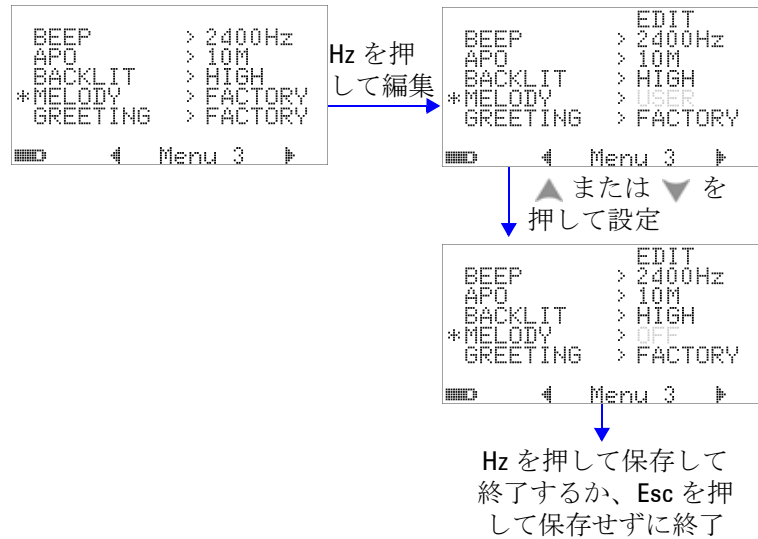 BEEP > 2400Hz
APO > 10M
BACKLIT > HIGH
*MELODY > FACTORY
GREETING > FACTORY
Menu 3
Hz を押
して編集
EDIT
BEEP > 2400Hz
APO > 10M
BACKLIT > HIGH
*MELODY > USER
GREETING > FACTORY
Menu 3
または を
押して設定
EDIT
BEEP > 2400Hz
APO > 10M
BACKLIT > HIGH
*MELODY > OFF
GREETING > FACTORY
Menu 3
Hz を押して保存して
終了するか、Esc を押
して保存せずに終了